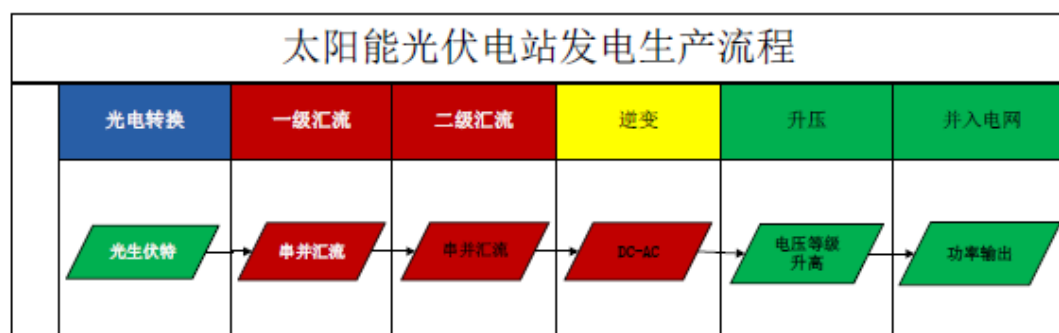 太阳能光伏电站发电生产流程
光电转换
一级汇流
二级汇流
逆变
升压
并入电网
光生伏特
串并汇流
串并汇流
DC-AC
电压等级
升高
功率输出